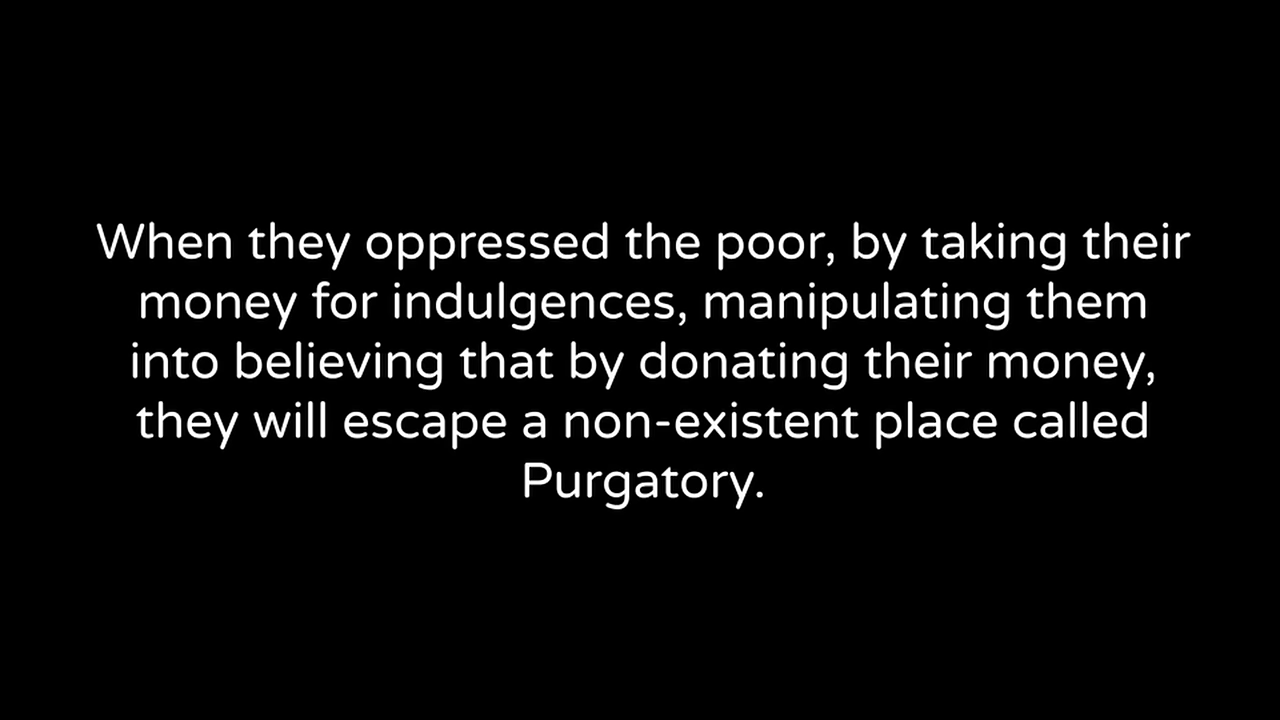 When they oppressed the poor, by taking their
money for indulgences, manipulating them
into believing that by donating their money,
they will escape a non-existent place called
Purgatory.